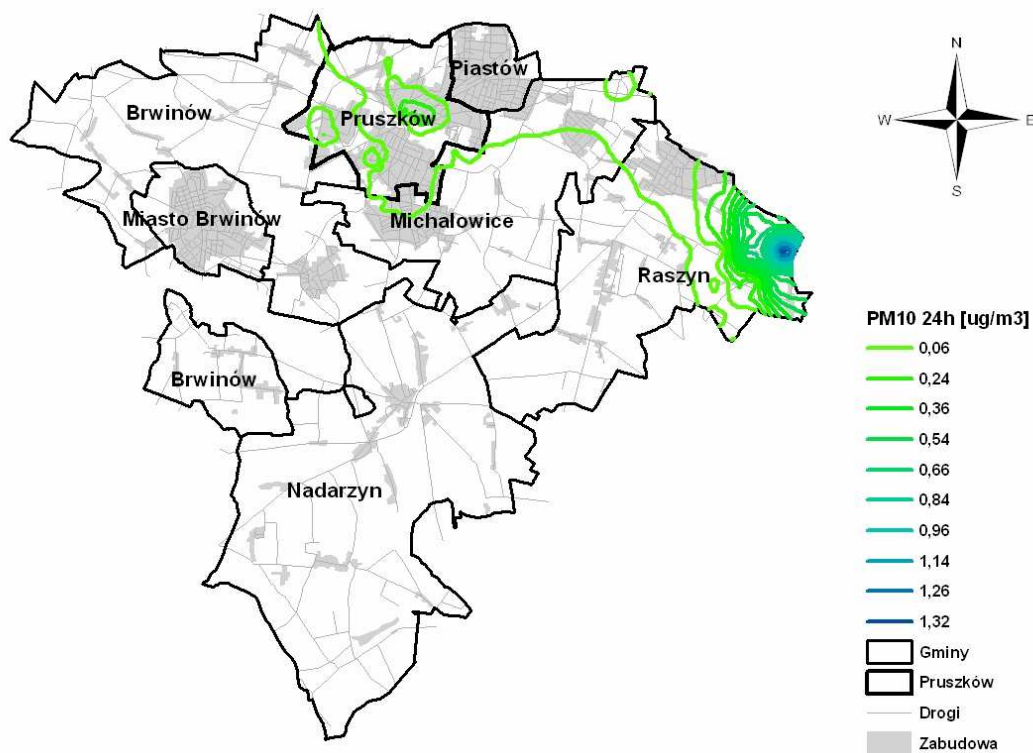 N
W
E
S
Piastów
Brwinów
Pruszków
Miasto Brwinów
Michalowice
Raszyn
Brwinów
Nadarzyn
PM10 24h [ug/m3]
0,06
0,24
0,36
0,54
0,66
0,84
0,96
1,14
1,26
1,32
Gminy
Pruszków
Drogi
Zabudowa